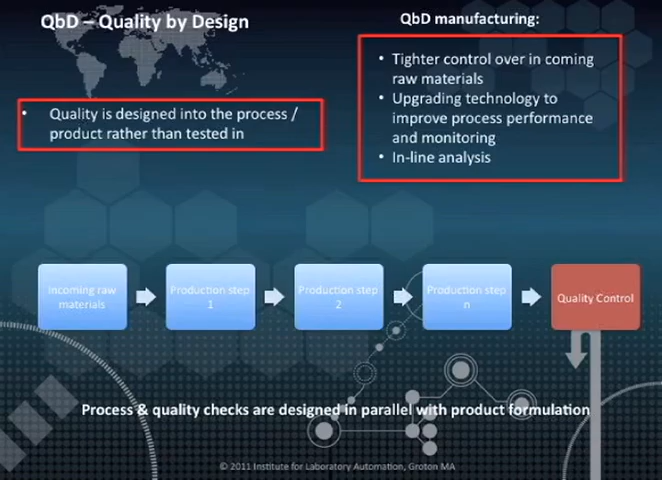 QbD – Quality by Design
• Quality is designed into the process /
product rather than tested in
QbD manufacturing:
• Tighter control over in coming
raw materials
• Upgrading technology to
improve process performance
and monitoring
• In-line analysis
Incoming raw
materials
Production step
1
Production step
2
Production step
n
Quality Control
Process & quality checks are designed in parallel with product formulation
© 2011 Institute for Laboratory Automation, Groton MA